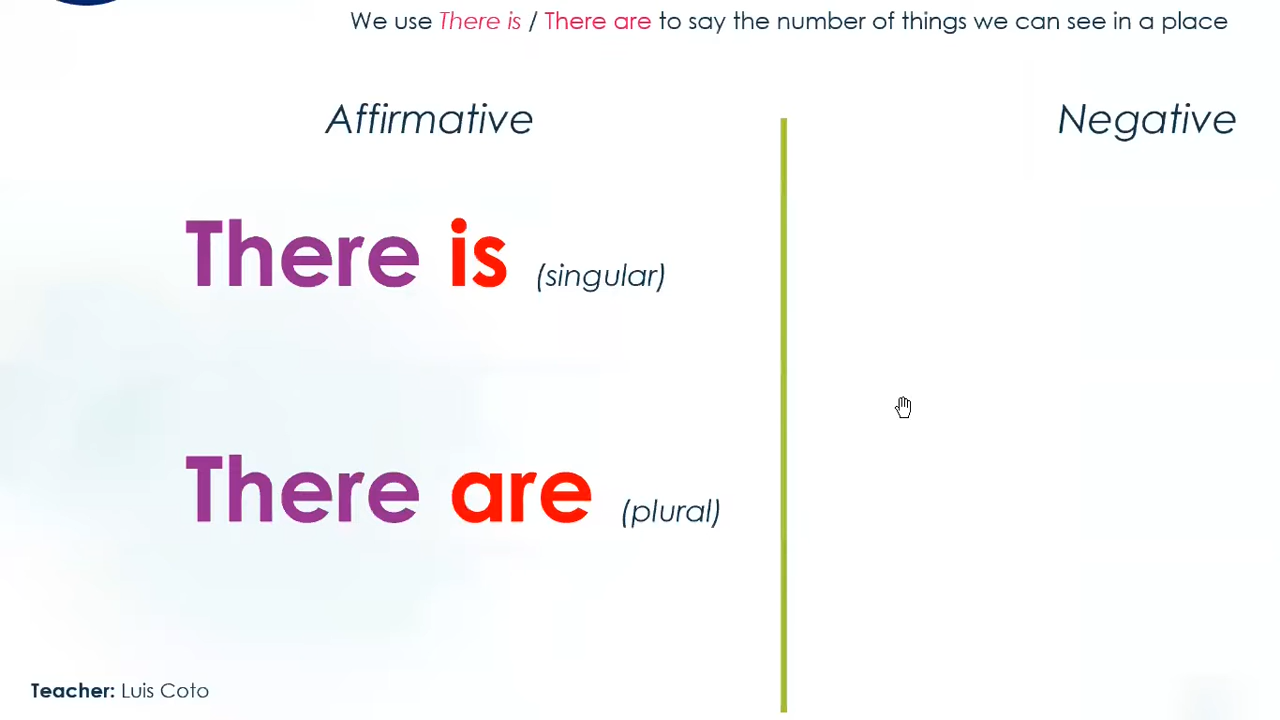 We use There is / There are to say the number of things we can see in a place
Affirmative
Negative
There is (singular)
There are (plural)
Teacher: Luis Coto